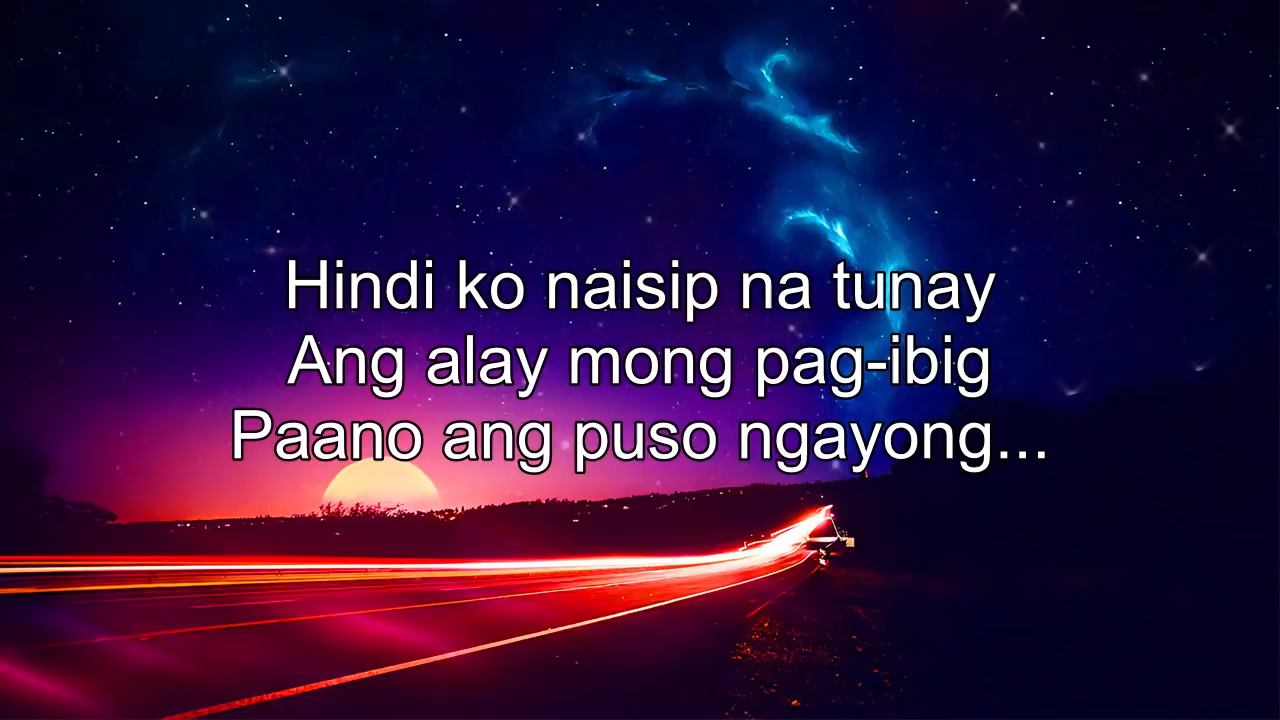 Hindi ko naisip na tunay
Ang alay mong pag-ibig
Paano ang puso ngayong...